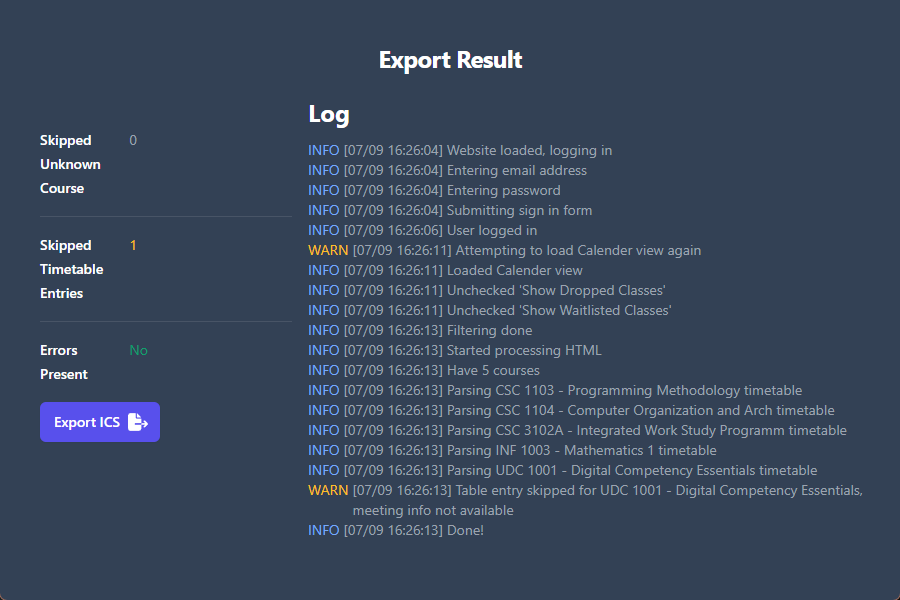 Export Result
Skipped
Unknown
Course
0
Skipped
Timetable
Entries
1
Errors
Present
No
Export ICS
Log
INFO [07/09 16:26:04] Website loaded, logging in
INFO [07/09 16:26:04] Entering email address
INFO [07/09 16:26:04] Entering password
INFO [07/09 16:26:04] Submitting sign in form
INFO [07/09 16:26:06] User logged in
WARN [07/09 16:26:11] Attempting to load Calender view again
INFO [07/09 16:26:11] Loaded Calender view
INFO [07/09 16:26:11] Unchecked 'Show Dropped Classes'
INFO [07/09 16:26:11] Unchecked 'Show Waitlisted Classes'
INFO [07/09 16:26:13] Filtering done
INFO [07/09 16:26:13] Started processing HTML
INFO [07/09 16:26:13] Have 5 courses
INFO [07/09 16:26:13] Parsing CSC 1103 - Programming Methodology timetable
INFO [07/09 16:26:13] Parsing CSC 1104 - Computer Organization and Arch timetable
INFO [07/09 16:26:13] Parsing CSC 3102A - Integrated Work Study Programm timetable
INFO [07/09 16:26:13] Parsing INF 1003 - Mathematics 1 timetable
INFO [07/09 16:26:13] Parsing UDC 1001 - Digital Competency Essentials timetable
WARN [07/09 16:26:13] Table entry skipped for UDC 1001 - Digital Competency Essentials,
meeting info not available
INFO [07/09 16:26:13] Done!